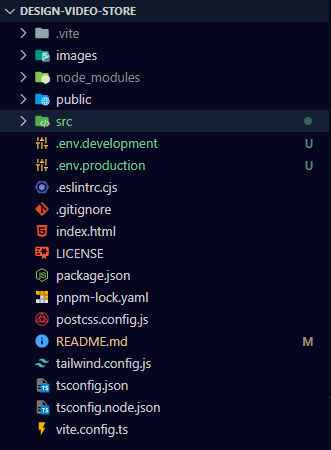 DESIGN-VIDEO-STORE
.vite
images
node_modules
public
src
.env.development U
.env.production U
.eslintrc.cjs
.gitignore
index.html
LICENSE
package.json
pnpm-lock.yaml
postcss.config.js
README.md M
tailwind.config.js
tsconfig.json
tsconfig.node.json
vite.config.ts